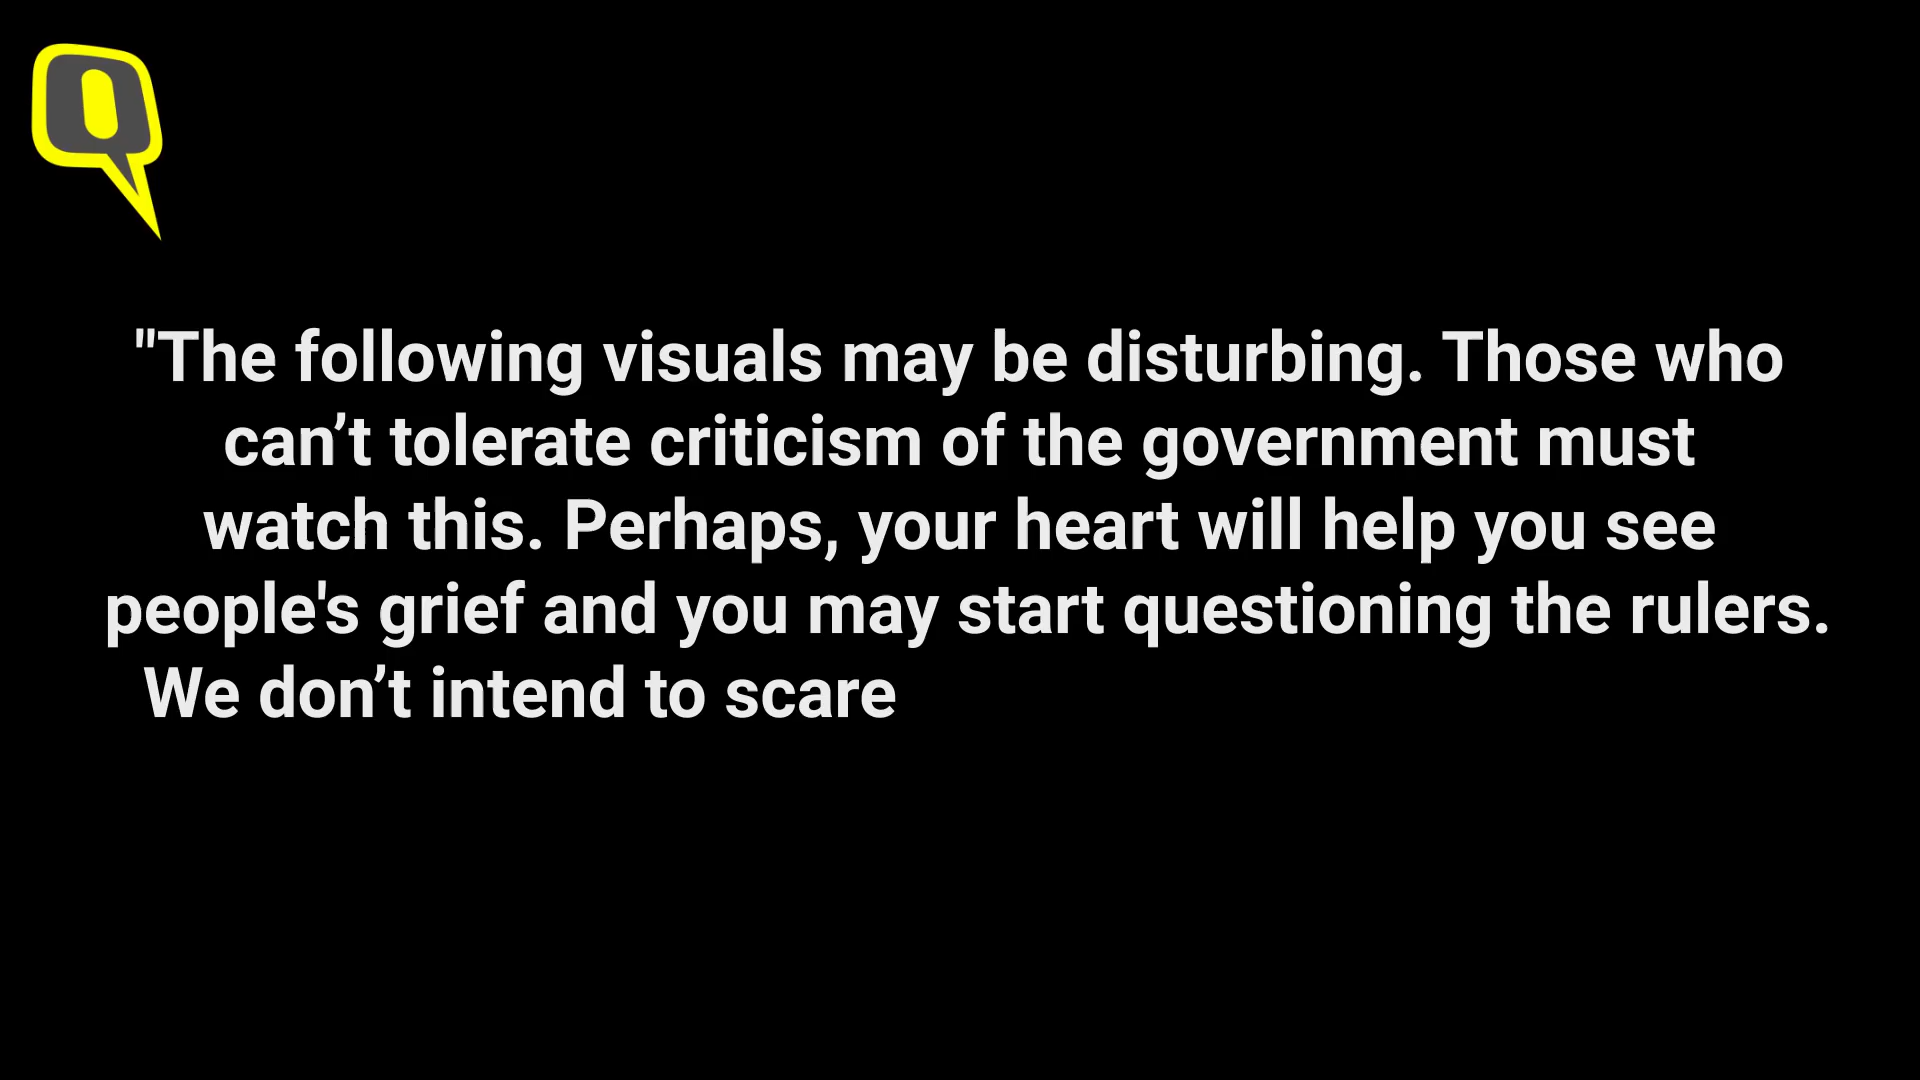 "The following visuals may be disturbing. Those who
can’t tolerate criticism of the government must
watch this. Perhaps, your heart will help you see
people's grief and you may start questioning the rulers.
We don’t intend to scare